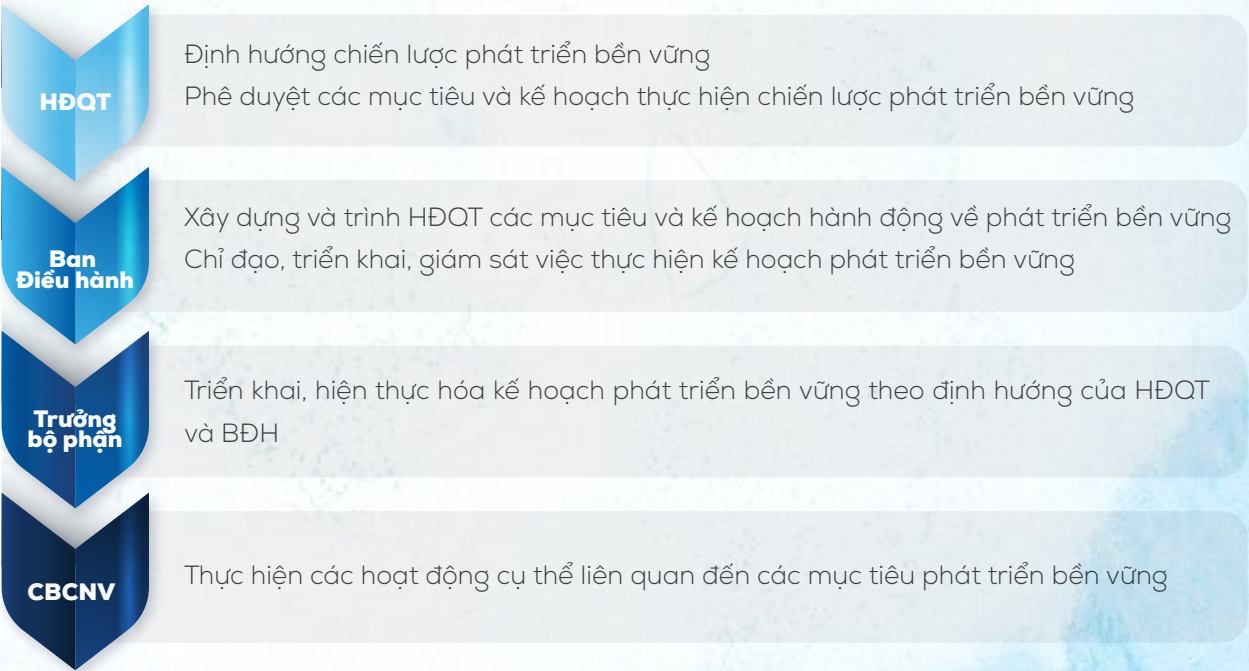 HĐQT
Định hướng chiến lược phát triển bền vững
Phê duyệt các mục tiêu và kế hoạch thực hiện chiến lược phát triển bền vững
Ban
Điều hành
Xây dựng và trình HĐQT các mục tiêu và kế hoạch hành động về phát triển bền vững
Chỉ đạo, triển khai, giám sát việc thực hiện kế hoạch phát triển bền vững
Trưởng
bộ phận
Triển khai, hiện thực hóa kế hoạch phát triển bền vững theo định hướng của HĐQT
và BĐH
CBCNV
Thực hiện các hoạt động cụ thể liên quan đến các mục tiêu phát triển bền vững